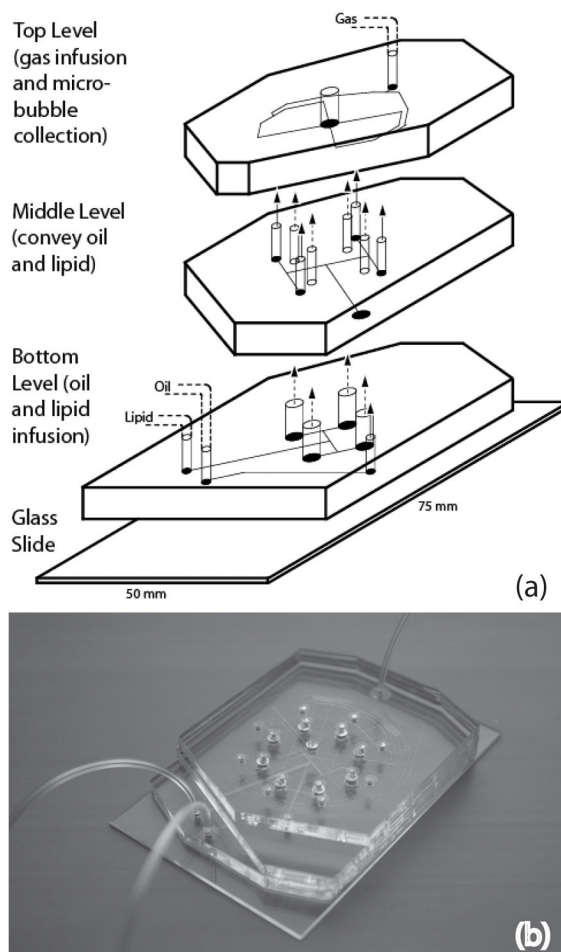 Top Level
(gas infusion
and micro-
bubble
collection)
Gas
Middle Level
(convey oil
and lipid)
Bottom
Level (oil
and lipid
infusion)
Oil
Lipid
Glass
Slide
75 mm
50 mm
(a)
(b)